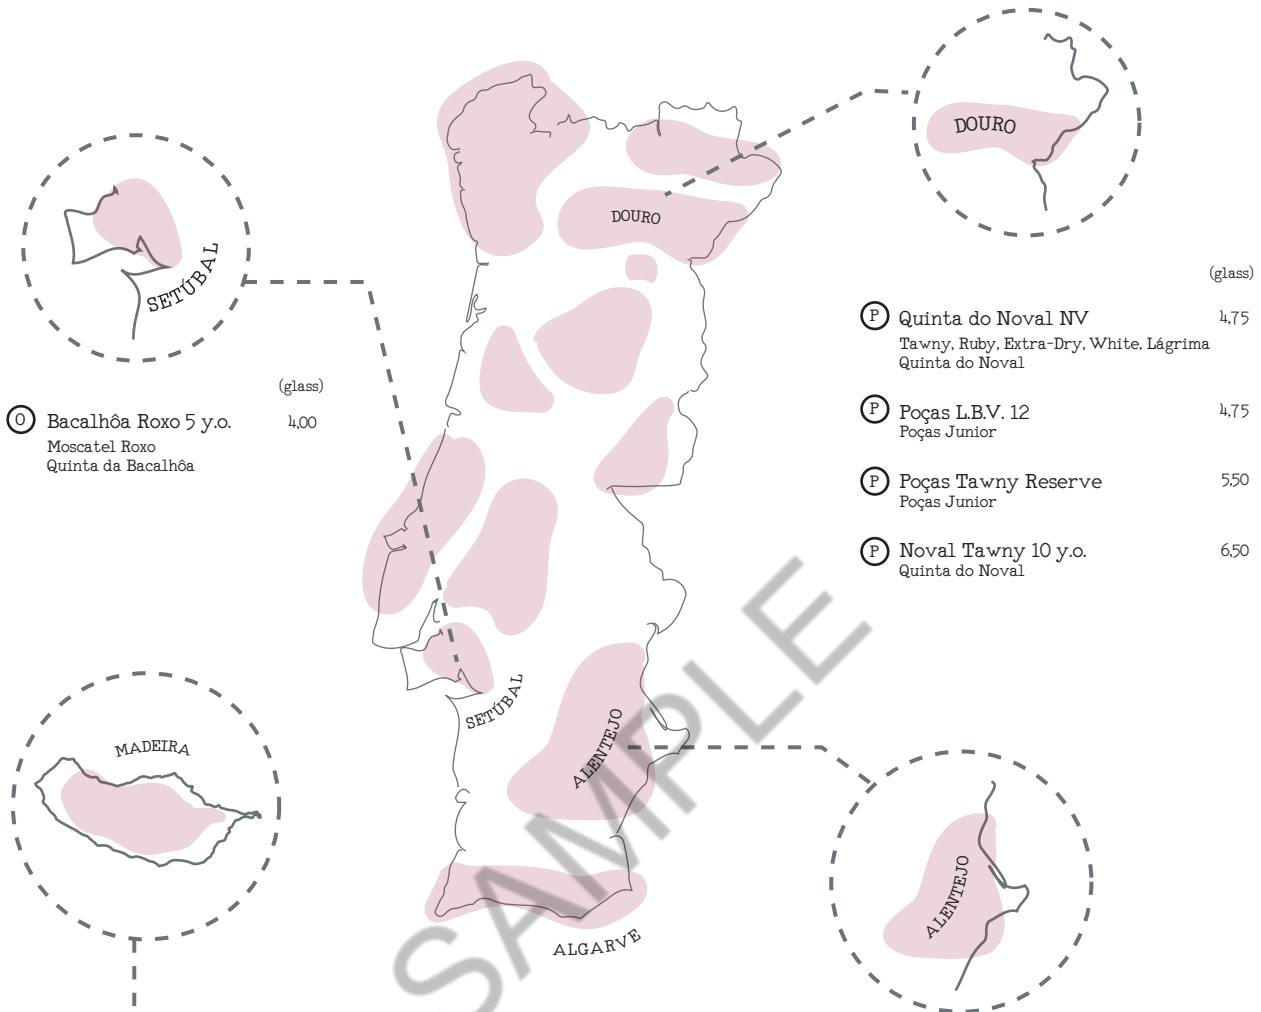 DOURO
DOURO
SETÚBAL
(glass)
P Quinta do Noval NV 4,75
Tawny, Ruby, Extra-Dry, White, Lágrima
Quinta do Noval
P Poças L.B.V. 12 4,75
Poças Junior
P Poças Tawny Reserve 5,50
Poças Junior
P Noval Tawny 10 y.o. 6,50
Quinta do Noval
(glass)
O Bacalhôa Roxo 5 y.o. 4,00
Moscatel Roxo
Quinta da Bacalhôa
SETÚBAL
ALENTEJO
MADEIRA
ALENTEJO
ALGARVE
SAMPLE